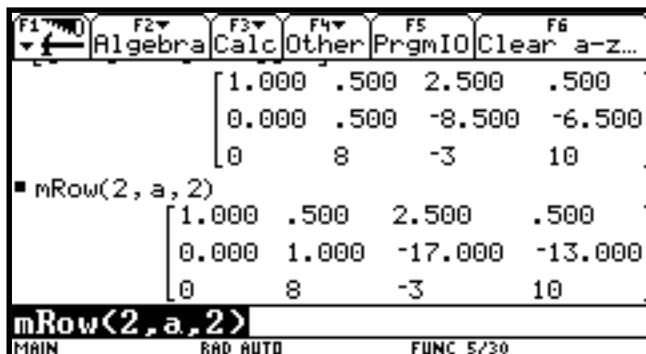 F1 F2 F3 F4 F5 F6
Algebra Calc Other PrgmIO Clear a-z…
1.000 .500 2.500 .500
0.000 .500 -8.500 -6.500
0 8 -3 10
mRow(2,a,2)
1.000 .500 2.500 .500
0.000 1.000 -17.000 -13.000
0 8 -3 10
mRow(2,a,2)
MAIN RAD AUTO FUNC 5/30